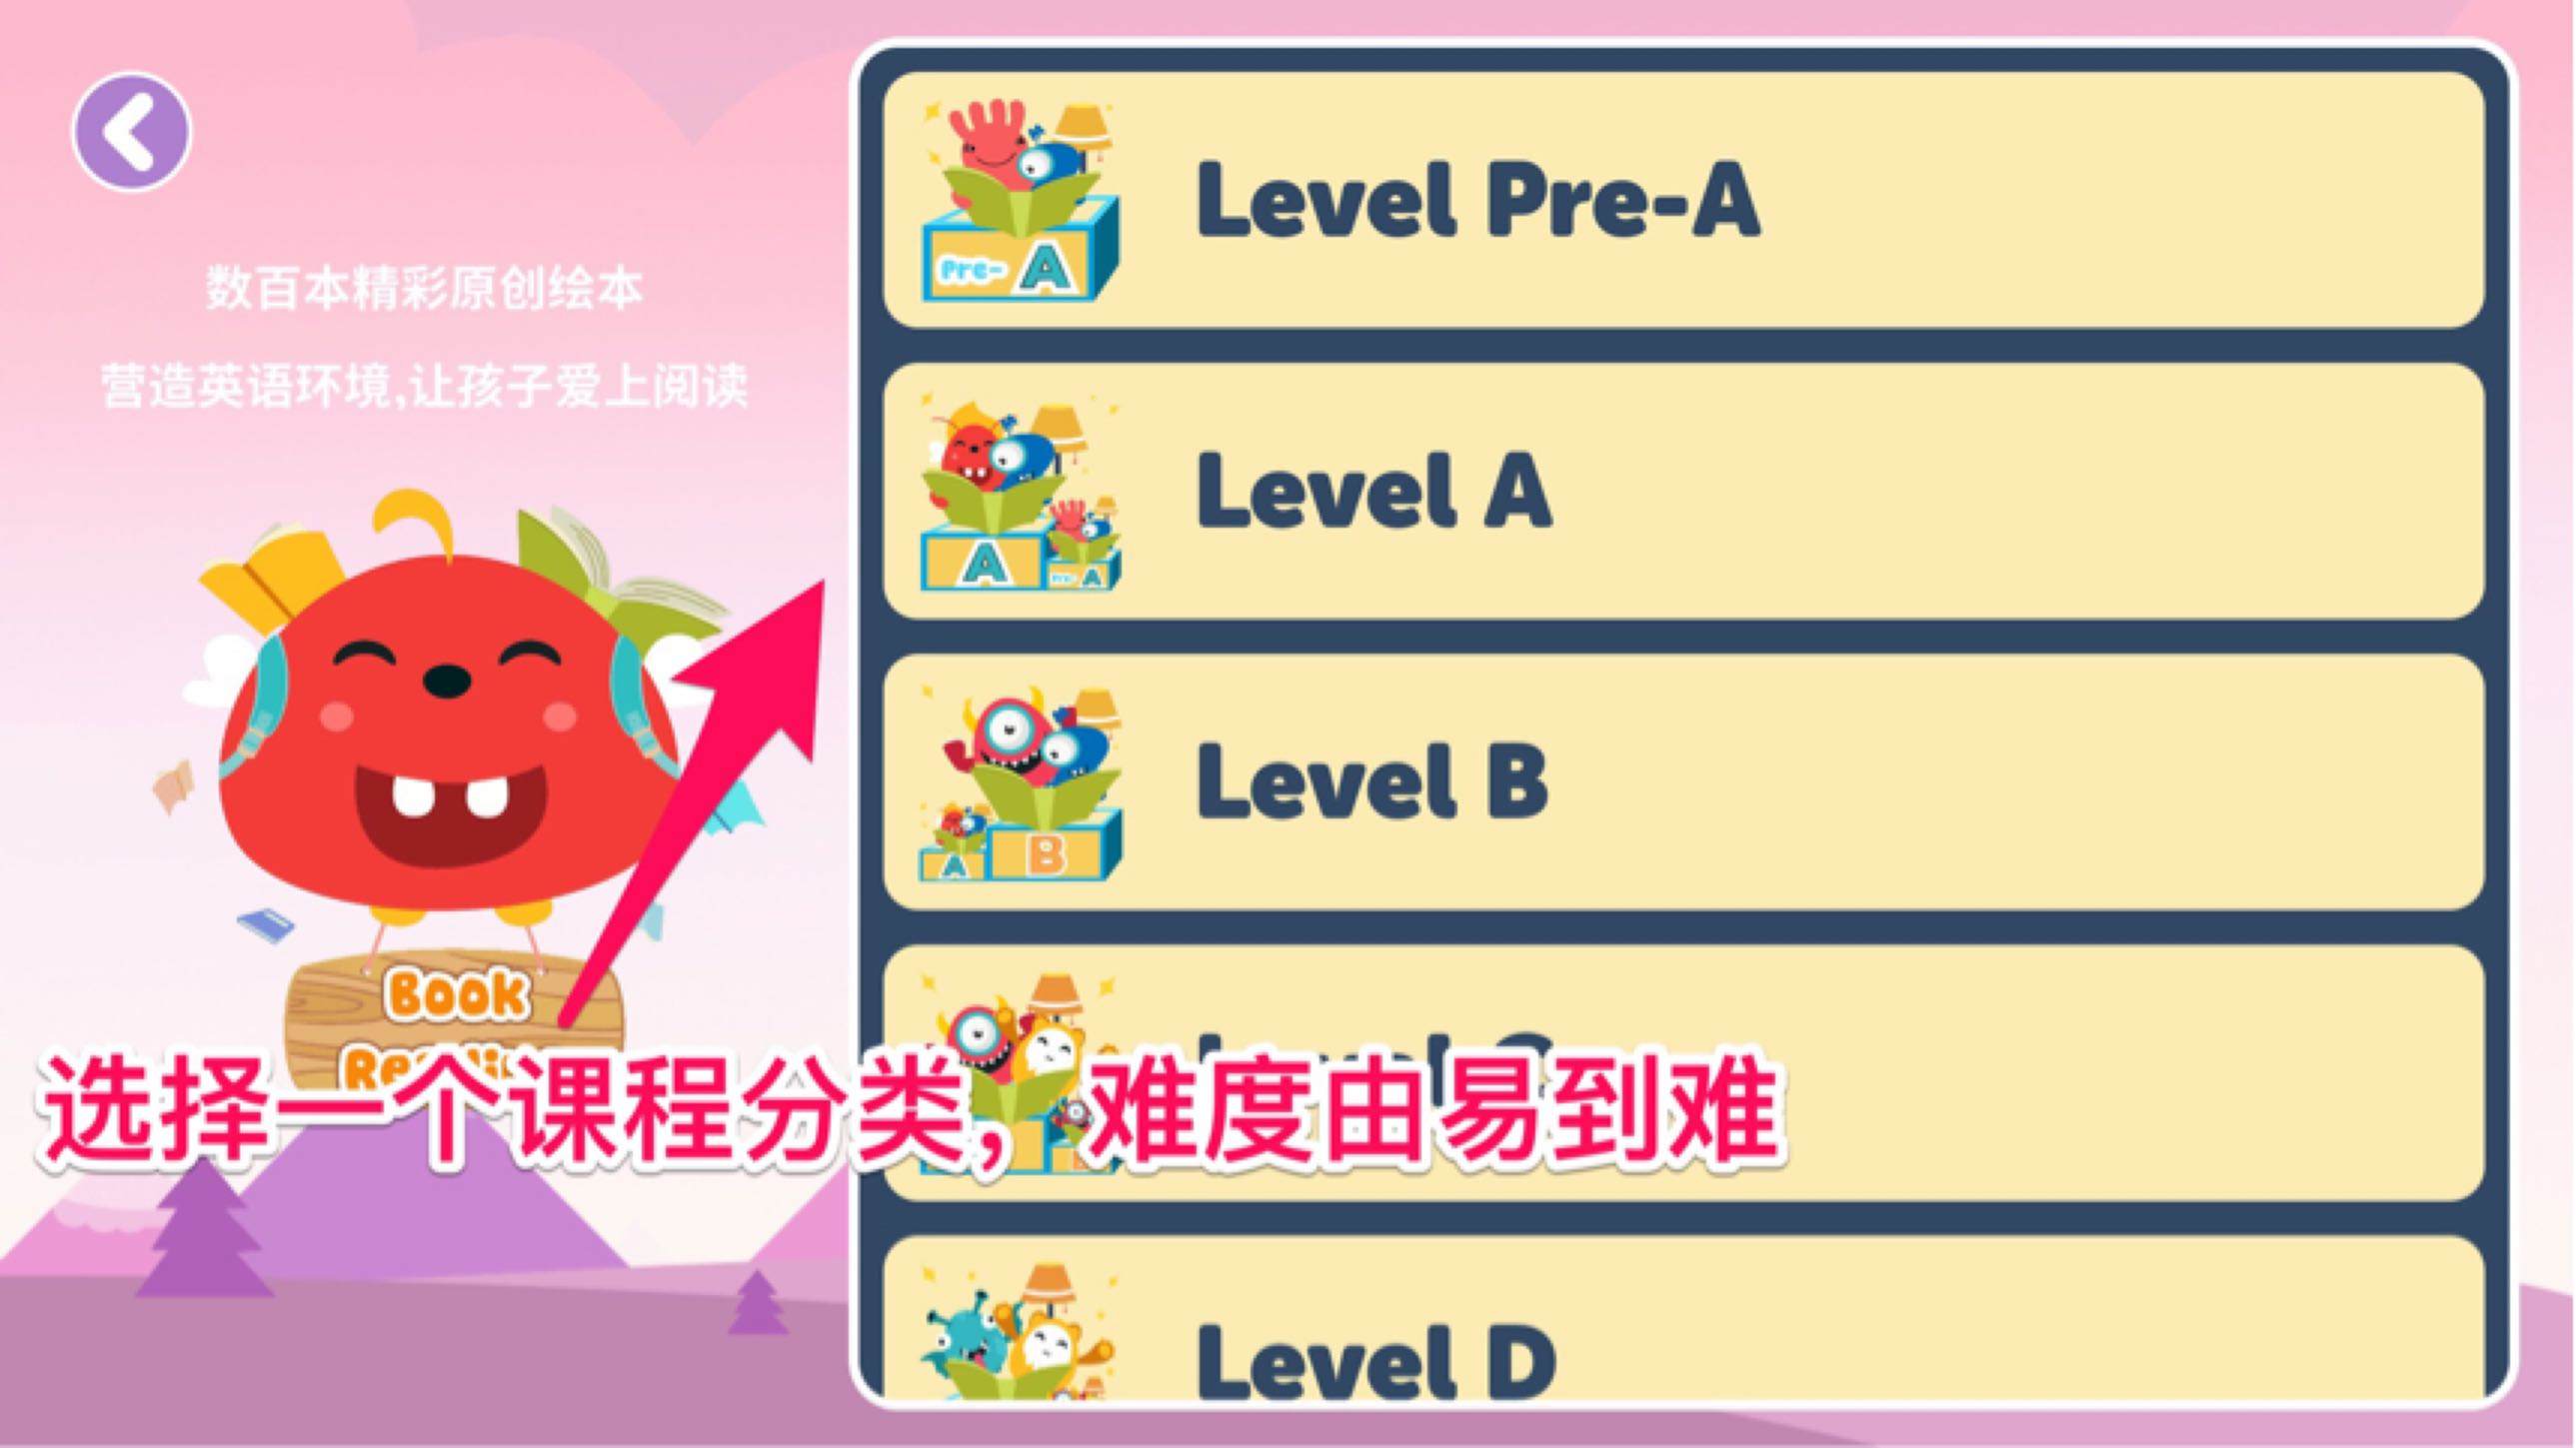 数百本精彩原创绘本
营造英语环境,让孩子爱上阅读
Book
选择一个课程分类，难度由易到难
Level Pre-A
Pre- A
Level A
A
Pre- A
Level B
A
B
Level D